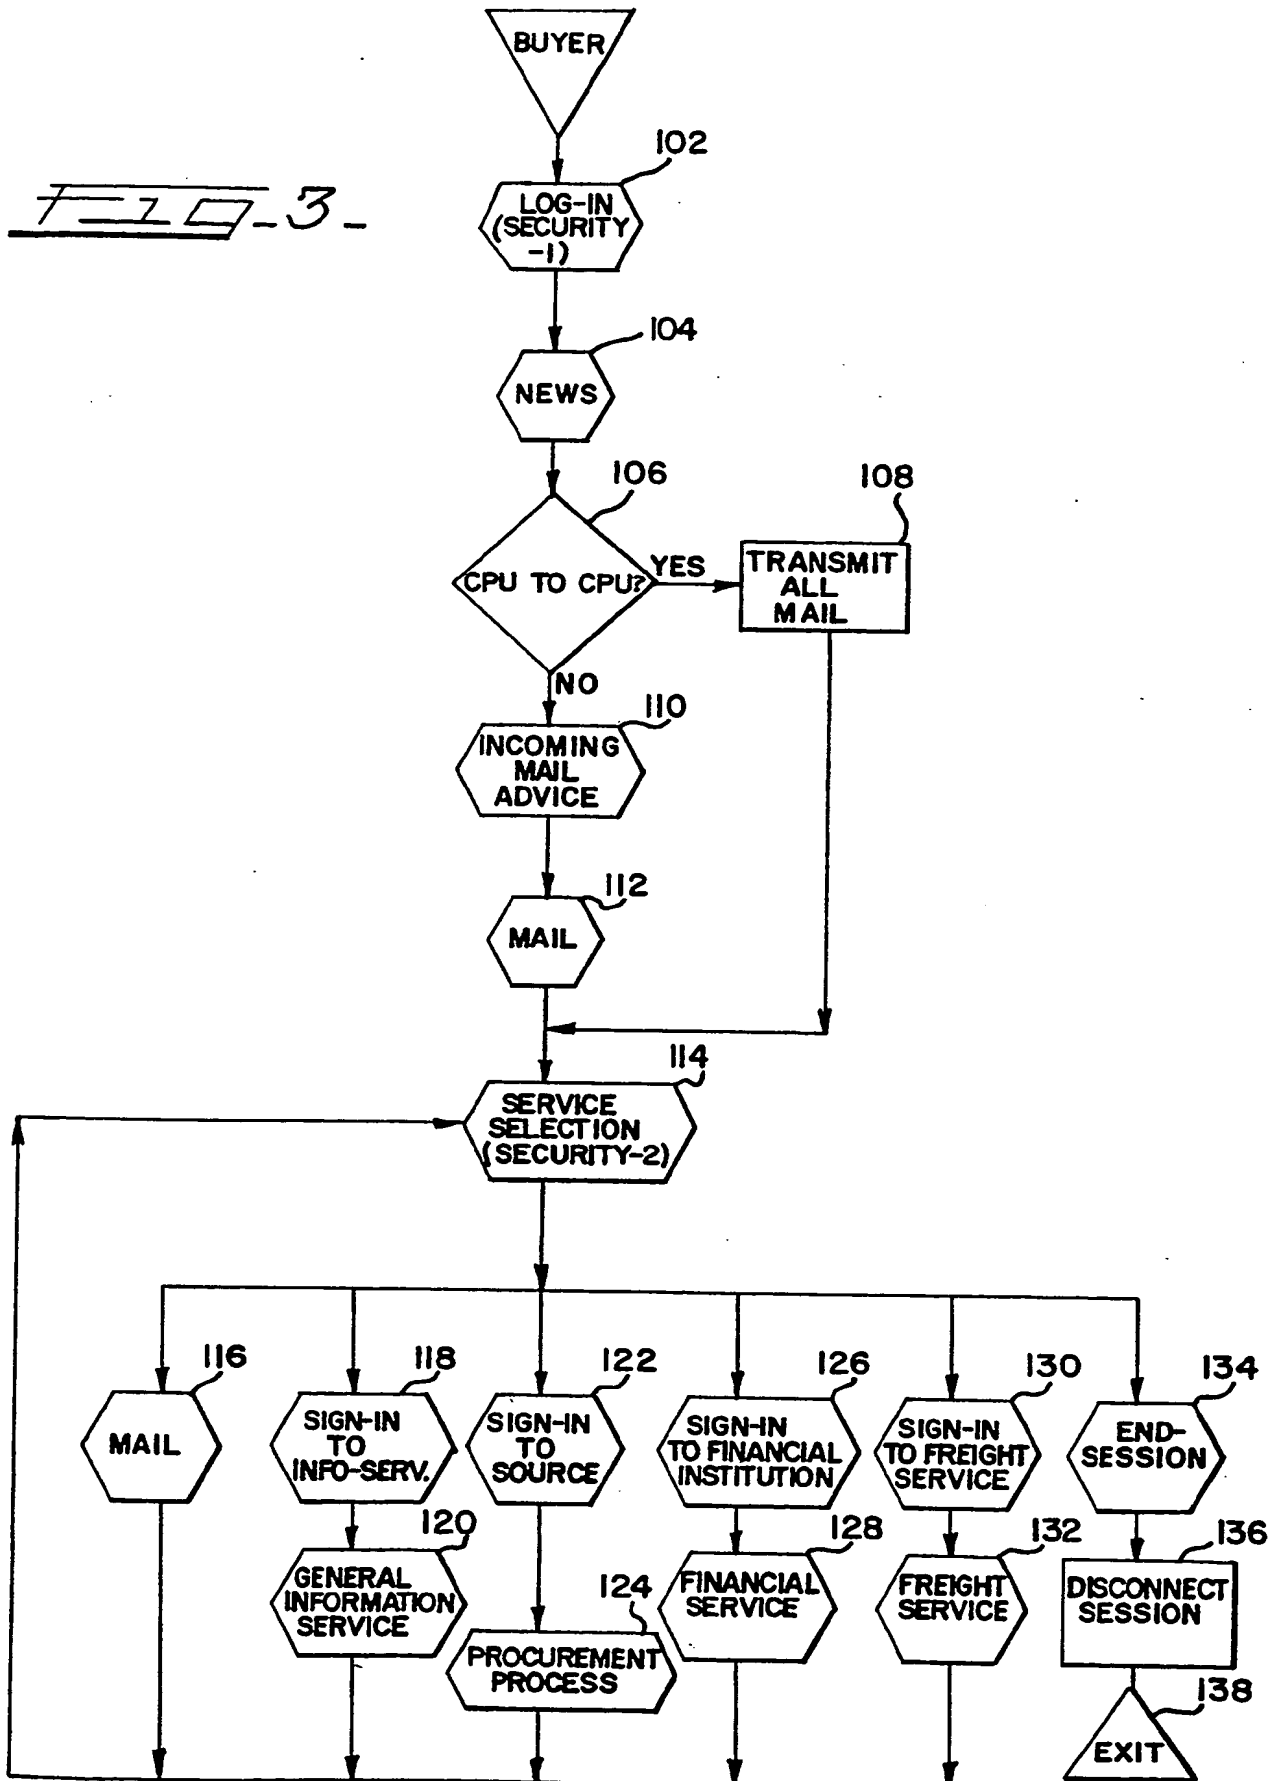 BUYER
102
Fig-3-
LOG-IN
(SECURITY
-1)
104
NEWS
106
108
CPU TO CPU?
YES
TRANSMIT
ALL
MAIL
NO
110
INCOMING
MAIL
ADVICE
112
MAIL
114
SERVICE
SELECTION
(SECURITY-2)
116
118
122
126
130
134
MAIL
SIGN-IN
TO
INFO-SERV.
SIGN-IN
TO
SOURCE
SIGN-IN
TO FINANCIAL
INSTITUTION
SIGN-IN
TO FREIGHT
SERVICE
END-
SESSION
120
124
128
132
136
GENERAL
INFORMATION
SERVICE
PROCUREMENT
PROCESS
FINANCIAL
SERVICE
FREIGHT
SERVICE
DISCONNECT
SESSION
138
EXIT